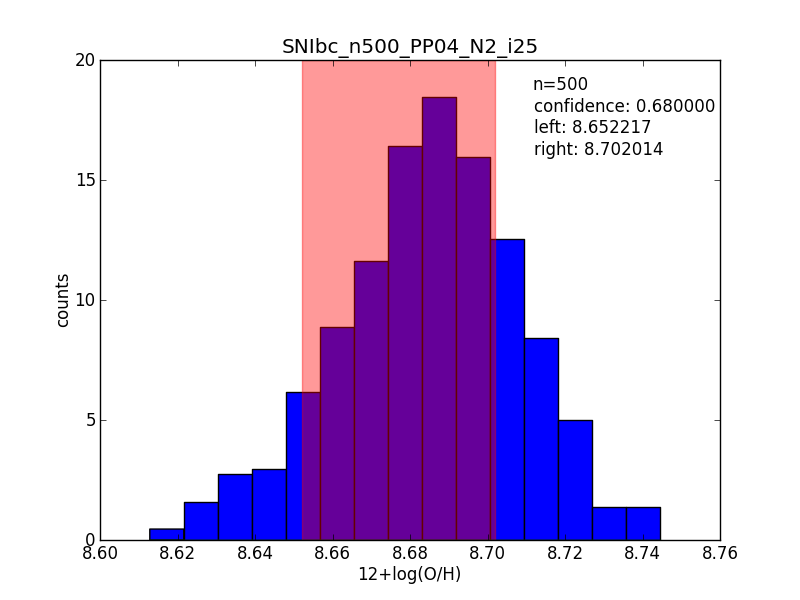 SNIbc_n500_PP04_N2_i25
n=500
confidence: 0.680000
left: 8.652217
right: 8.702014
20
15
10
5
0
counts
8.60 8.62 8.64 8.66 8.68 8.70 8.72 8.74 8.76
12+log(O/H)